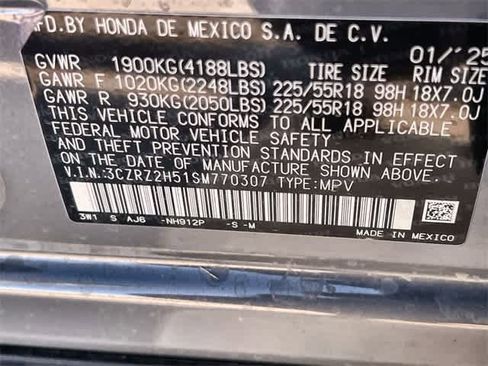 MFD.BY HONDA DE MEXICO S.A. DE C.V.
01/'25
GVWR 1900KG(4188LBS) TIRE SIZE RIM SIZE
GAWR F 1020KG(2248LBS) 225/55R18 98H 18X7.0J
GAWR R 930KG(2050LBS) 225/55R18 98H 18X7.0J
THIS VEHICLE CONFORMS TO ALL APPLICABLE
FEDERAL MOTOR VEHICLE SAFETY
AND THEFT PREVENTION STANDARDS IN EFFECT
ON THE DATE OF MANUFACTURE SHOWN ABOVE.
V.I.N.:3CZRZ2H51SM770307 TYPE:MPV
3W1 S AJ6 -NH912P -S -M
MADE IN MEXICO